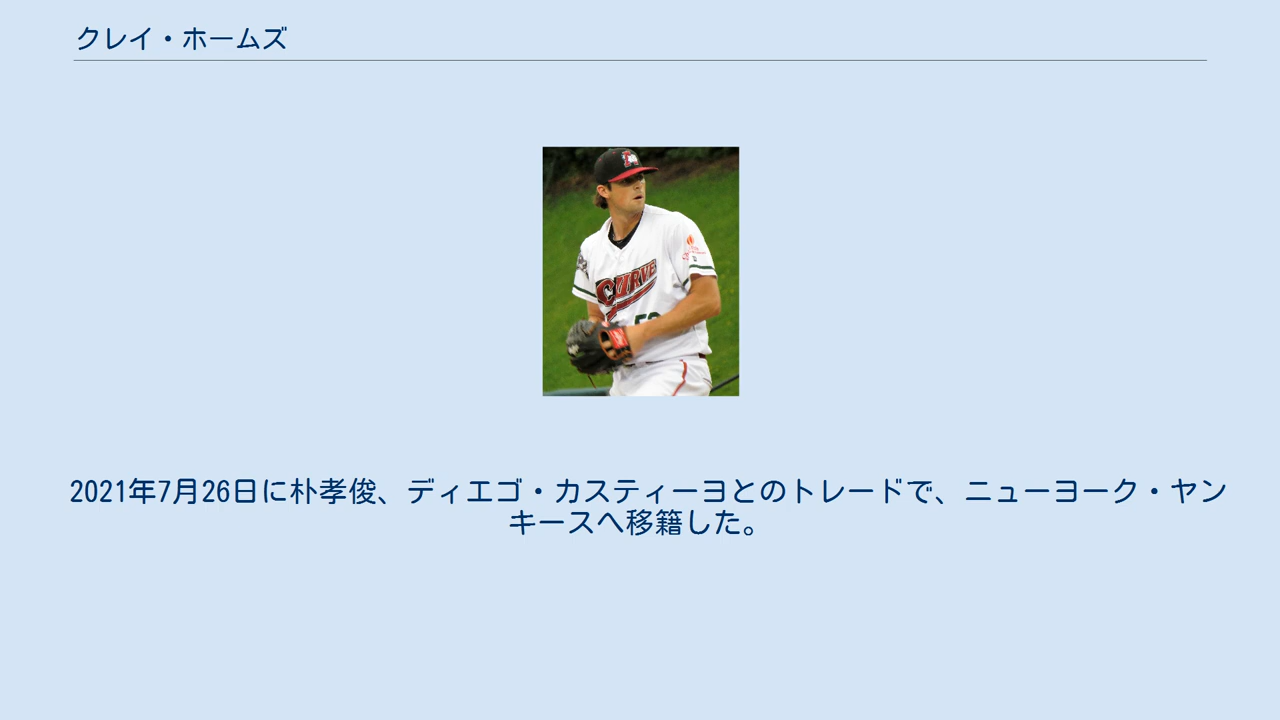 クレイ・ホームズ
CURVE
2021年7月26日に朴孝俊、ディエゴ・カスティーヨとのトレードで、ニューヨーク・ヤン
キースへ移籍した。